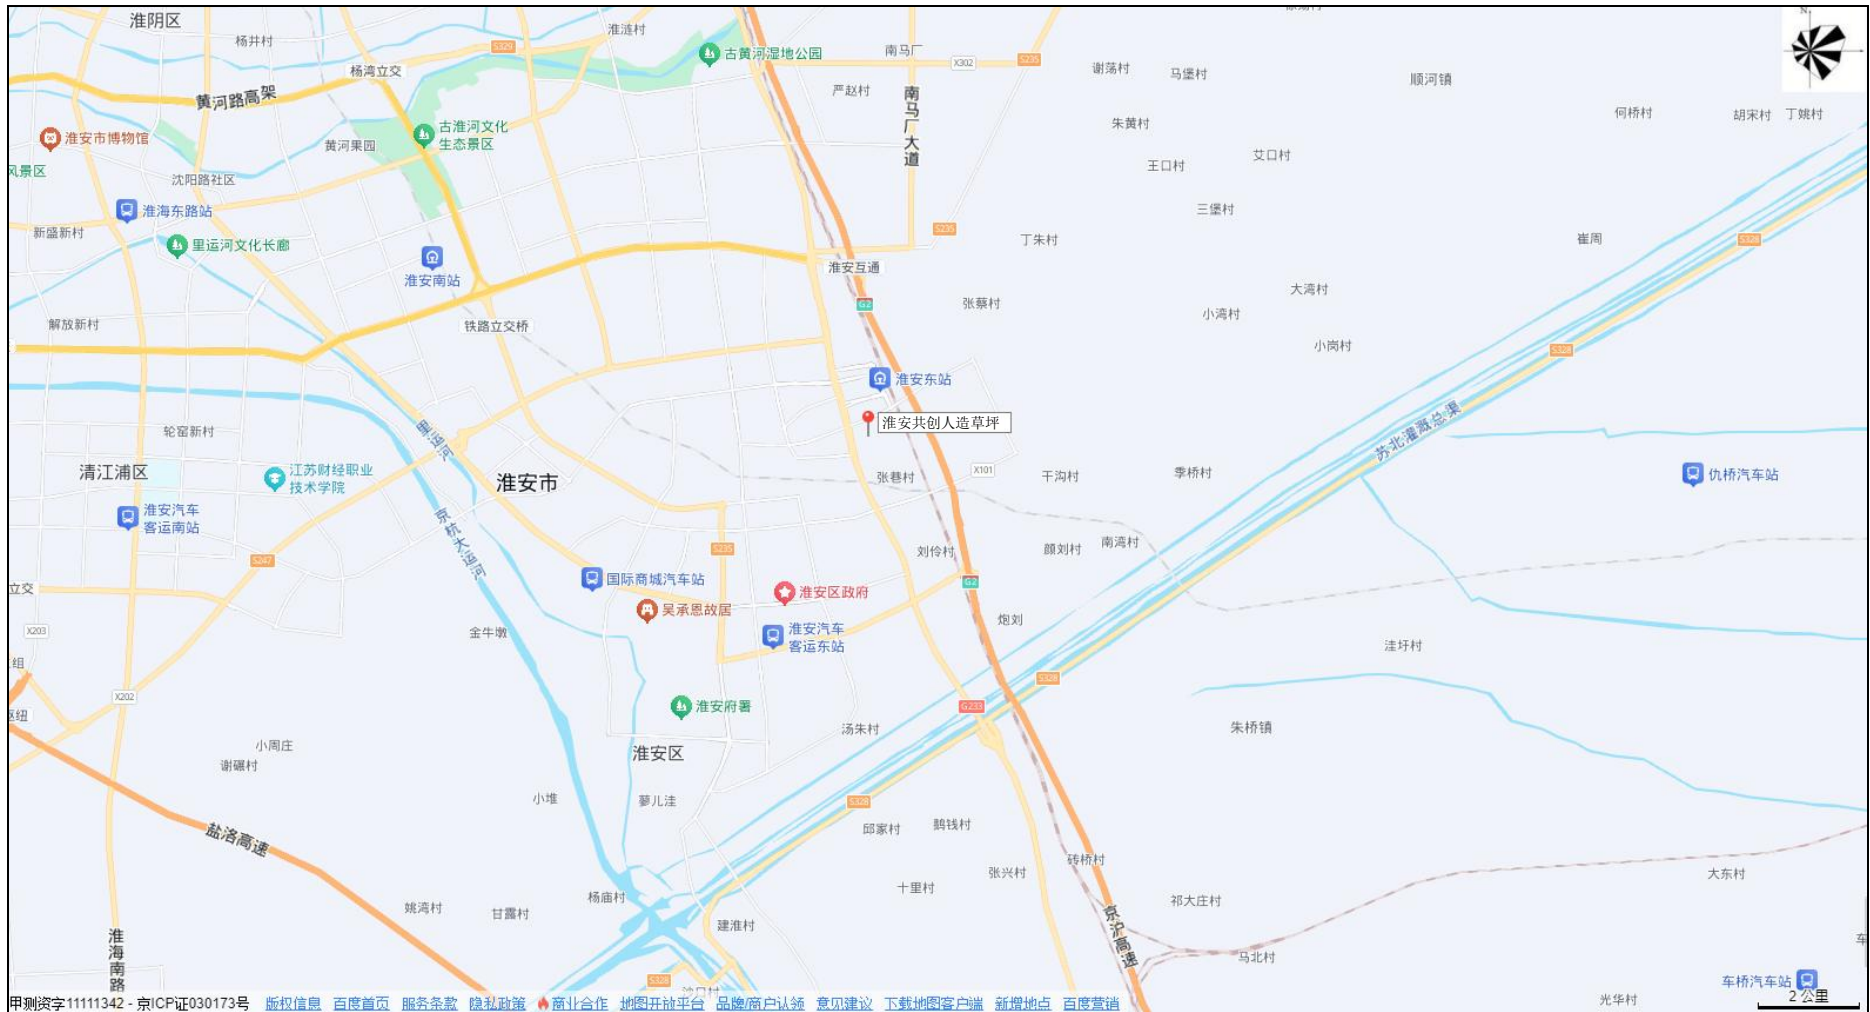 淮阴区
杨井村
S329
淮涟村
古黄河湿地公园
南马厂
X302
S235
谢荡村
马堡村
顺河镇
N
杨湾立交
黄河路高架
严赵村
南马厂大道
何桥村
胡宋村
丁姚村
淮安市博物馆
黄河果园
古淮河文化
生态景区
朱黄村
王口村
艾口村
风景区
沈阳路社区
淮海东路站
三堡村
新盛新村
里运河文化长廊
S235
丁朱村
崔周
S328
淮安南站
淮安互通
G2
张蔡村
大湾村
小湾村
解放新村
铁路立交桥
小岗村
S328
淮安东站
淮安共创人造草坪
里运河
苏北灌溉总渠
轮窑新村
清江浦区
江苏财经职业
技术学院
淮安市
张巷村
X101
干沟村
季桥村
仇桥汽车站
淮安汽车
客运南站
京杭大运河
S247
S235
刘伶村
颜刘村
南湾村
立交
国际商城汽车站
淮安区政府
G2
吴承恩故居
淮安汽车
客运东站
炮刘
X203
金牛墩
洼圩村
组
X202
S328
枢纽
淮安府署
G233
汤朱村
朱桥镇
小周庄
谢碾村
淮安区
小堆
蓼儿洼
S328
邱家村
鹅钱村
盐洛高速
张兴村
砖桥村
十里村
大东村
姚湾村
甘露村
杨庙村
建淮村
祁大庄村
京沪高速
淮海南路
马北村
车
S328
沙口村
车桥汽车站
光华村
2 公里
甲测资字11111342 - 京ICP证030173号 版权信息 百度首页 服务条款 隐私政策 商业合作 地图开放平台 品牌/商户认领 意见建议 下载地图客户端 新增地点 百度营销